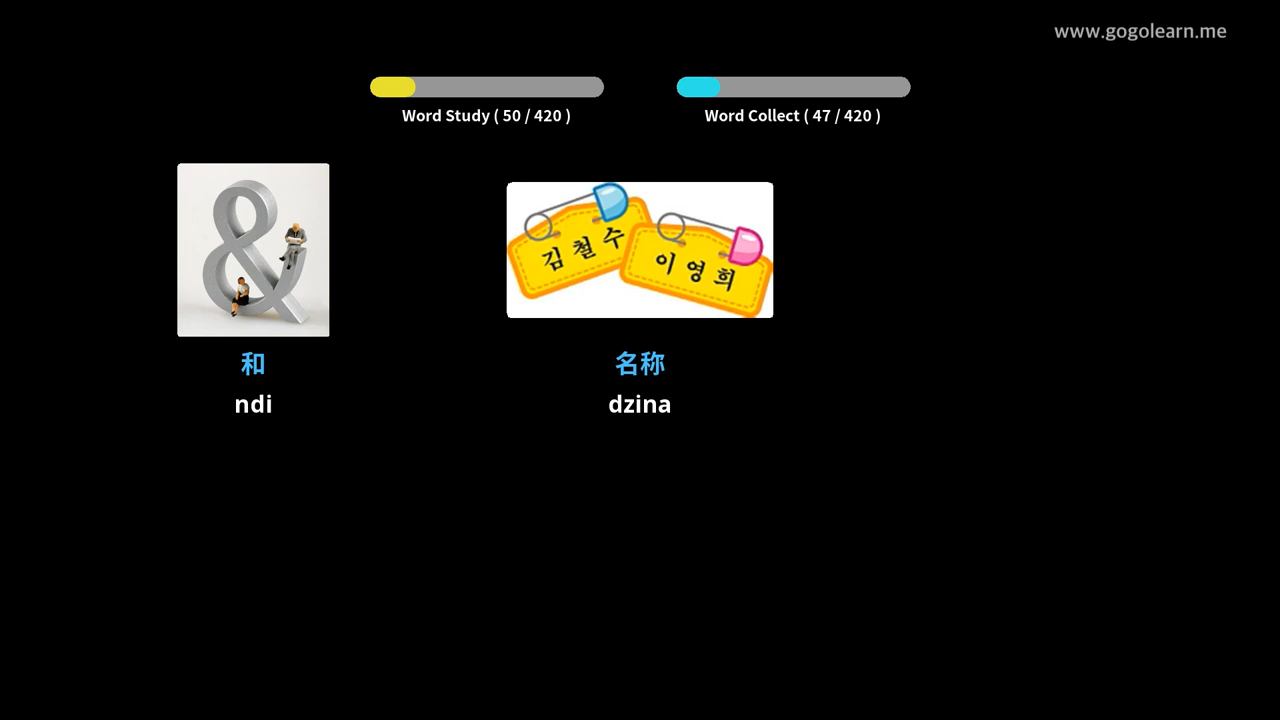 www.gogolearn.me
Word Study ( 50 / 420 )
Word Collect ( 47 / 420 )
&
김철수
이영희
和
名称
ndi
dzina